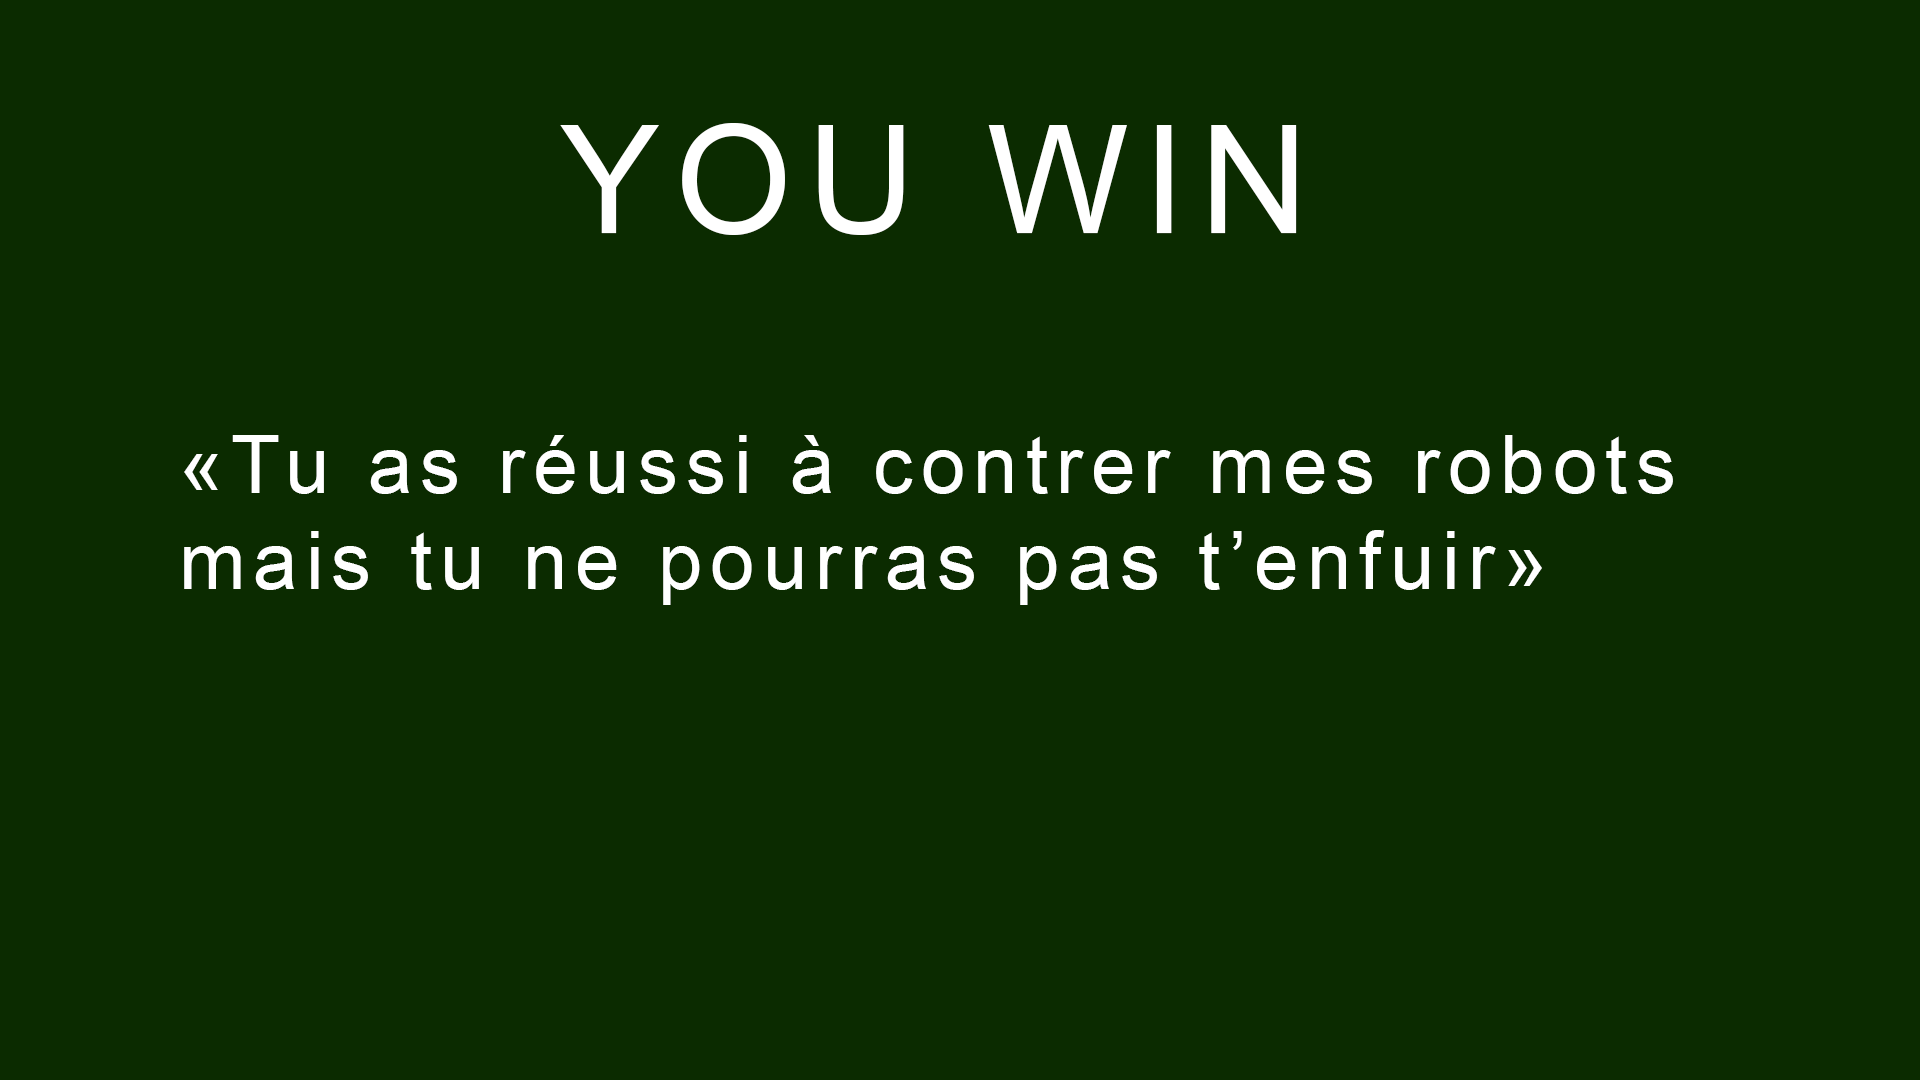 YOU WIN
«Tu as réussi à contrer mes robots
mais tu ne pourras pas t’enfuir»